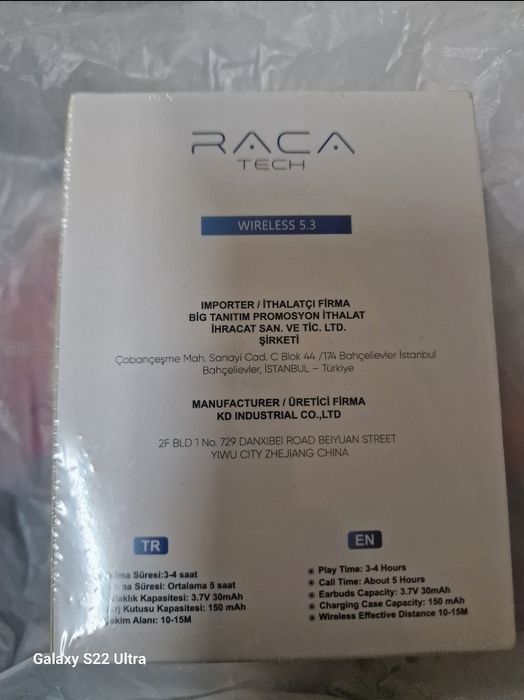 RACA
TECH
WIRELESS 5.3
IMPORTER / İTHALATÇI FİRMA
BİG TANITIM PROMOSYON İTHALAT
İHRACAT SAN. VE TİC. LTD.
ŞİRKETİ
Çobançeşme Mah. Sanayi Cad. C Blok 44 /174 Bahçelievler İstanbul
Bahçelievler, İSTANBUL – Türkiye
MANUFACTURER / ÜRETİCİ FİRMA
KD INDUSTRIAL CO.,LTD
2F BLD 1 No. 729 DANXIBEI ROAD BEIYUAN STREET
YIWU CITY ZHEJIANG CHINA
TR
Süresi:3-4 saat
Süresi: Ortalama 5 saat
Kapasitesi: 3.7V 30mAh
Kutusu Kapasitesi: 150 mAh
Alanı: 10-15M
EN
Play Time: 3-4 Hours
Call Time: About 5 Hours
Earbuds Capacity: 3.7V 30mAh
Charging Case Capacity: 150 mAh
Wireless Effective Distance 10-15M
Galaxy S22 Ultra